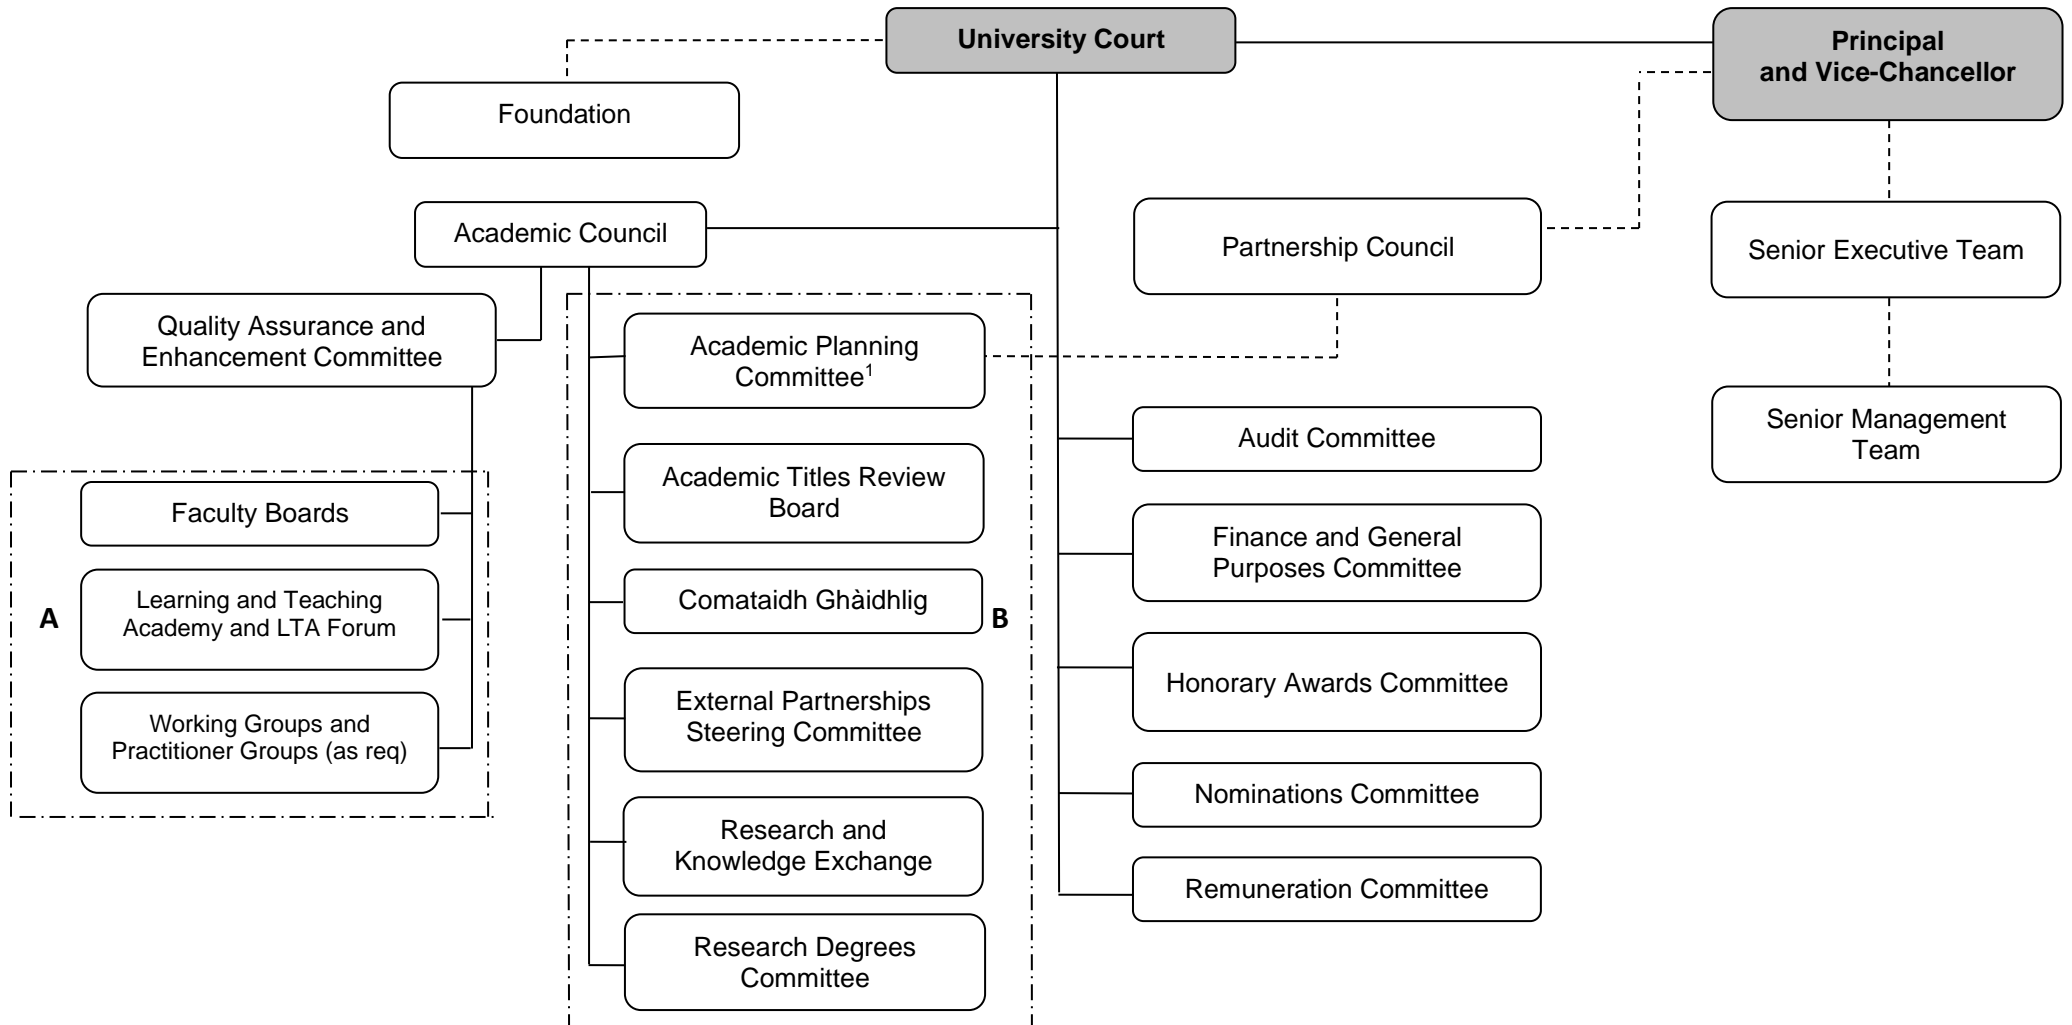 University Court
Principal
and Vice-Chancellor
Foundation
Academic Council
Partnership Council
Senior Executive Team
Quality Assurance and
Enhancement Committee
Academic Planning
Committee¹
Audit Committee
Senior Management
Team
Academic Titles Review
Board
Faculty Boards
Finance and General
Purposes Committee
A
Learning and Teaching
Academy and LTA Forum
Comataidh Ghàidhlig
B
Honorary Awards Committee
External Partnerships
Steering Committee
Working Groups and
Practitioner Groups (as req)
Nominations Committee
Research and
Knowledge Exchange
Remuneration Committee
Research Degrees
Committee